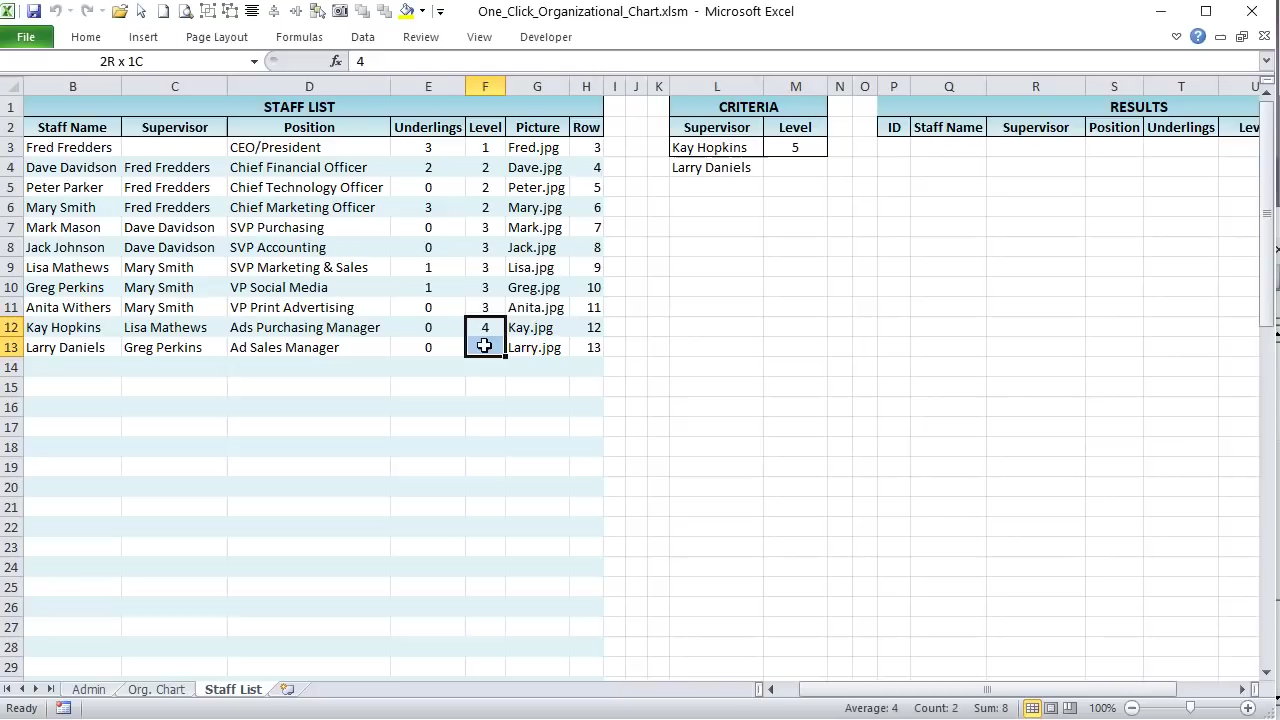 One_Click_Organizational_Chart.xlsm - Microsoft Excel
File Home Insert Page Layout Formulas Data Review View Developer
2R x 1C fx 4
B C D E F G H I J K L M N O P Q R S T U
1 STAFF LIST CRITERIA RESULTS
2 Staff Name Supervisor Position Underlings Level Picture Row Supervisor Level ID Staff Name Supervisor Position Underlings Lev
3 Fred Fredders CEO/President 3 1 Fred.jpg 3 Kay Hopkins 5
4 Dave Davidson Fred Fredders Chief Financial Officer 2 2 Dave.jpg 4 Larry Daniels
5 Peter Parker Fred Fredders Chief Technology Officer 0 2 Peter.jpg 5
6 Mary Smith Fred Fredders Chief Marketing Officer 3 2 Mary.jpg 6
7 Mark Mason Dave Davidson SVP Purchasing 0 3 Mark.jpg 7
8 Jack Johnson Dave Davidson SVP Accounting 0 3 Jack.jpg 8
9 Lisa Mathews Mary Smith SVP Marketing & Sales 1 3 Lisa.jpg 9
10 Greg Perkins Mary Smith VP Social Media 1 3 Greg.jpg 10
11 Anita Withers Mary Smith VP Print Advertising 0 3 Anita.jpg 11
12 Kay Hopkins Lisa Mathews Ads Purchasing Manager 0 4 Kay.jpg 12
13 Larry Daniels Greg Perkins Ad Sales Manager 0 Larry.jpg 13
14
15
16
17
18
19
20
21
22
23
24
25
26
27
28
29
Admin Org. Chart Staff List
Ready Average: 4 Count: 2 Sum: 8 100%